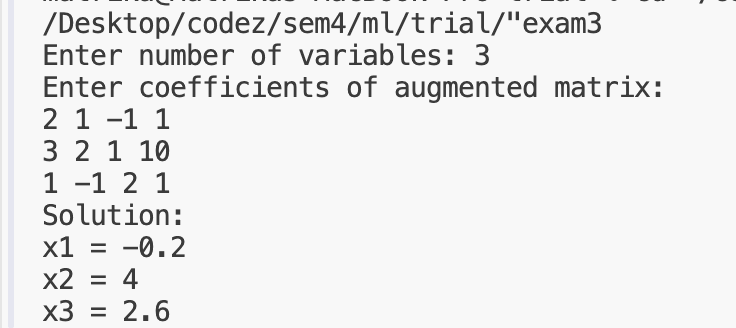 /Desktop/codez/sem4/ml/trial/"exam3
Enter number of variables: 3
Enter coefficients of augmented matrix:
2 1 -1 1
3 2 1 10
1 -1 2 1
Solution:
x1 = -0.2
x2 = 4
x3 = 2.6